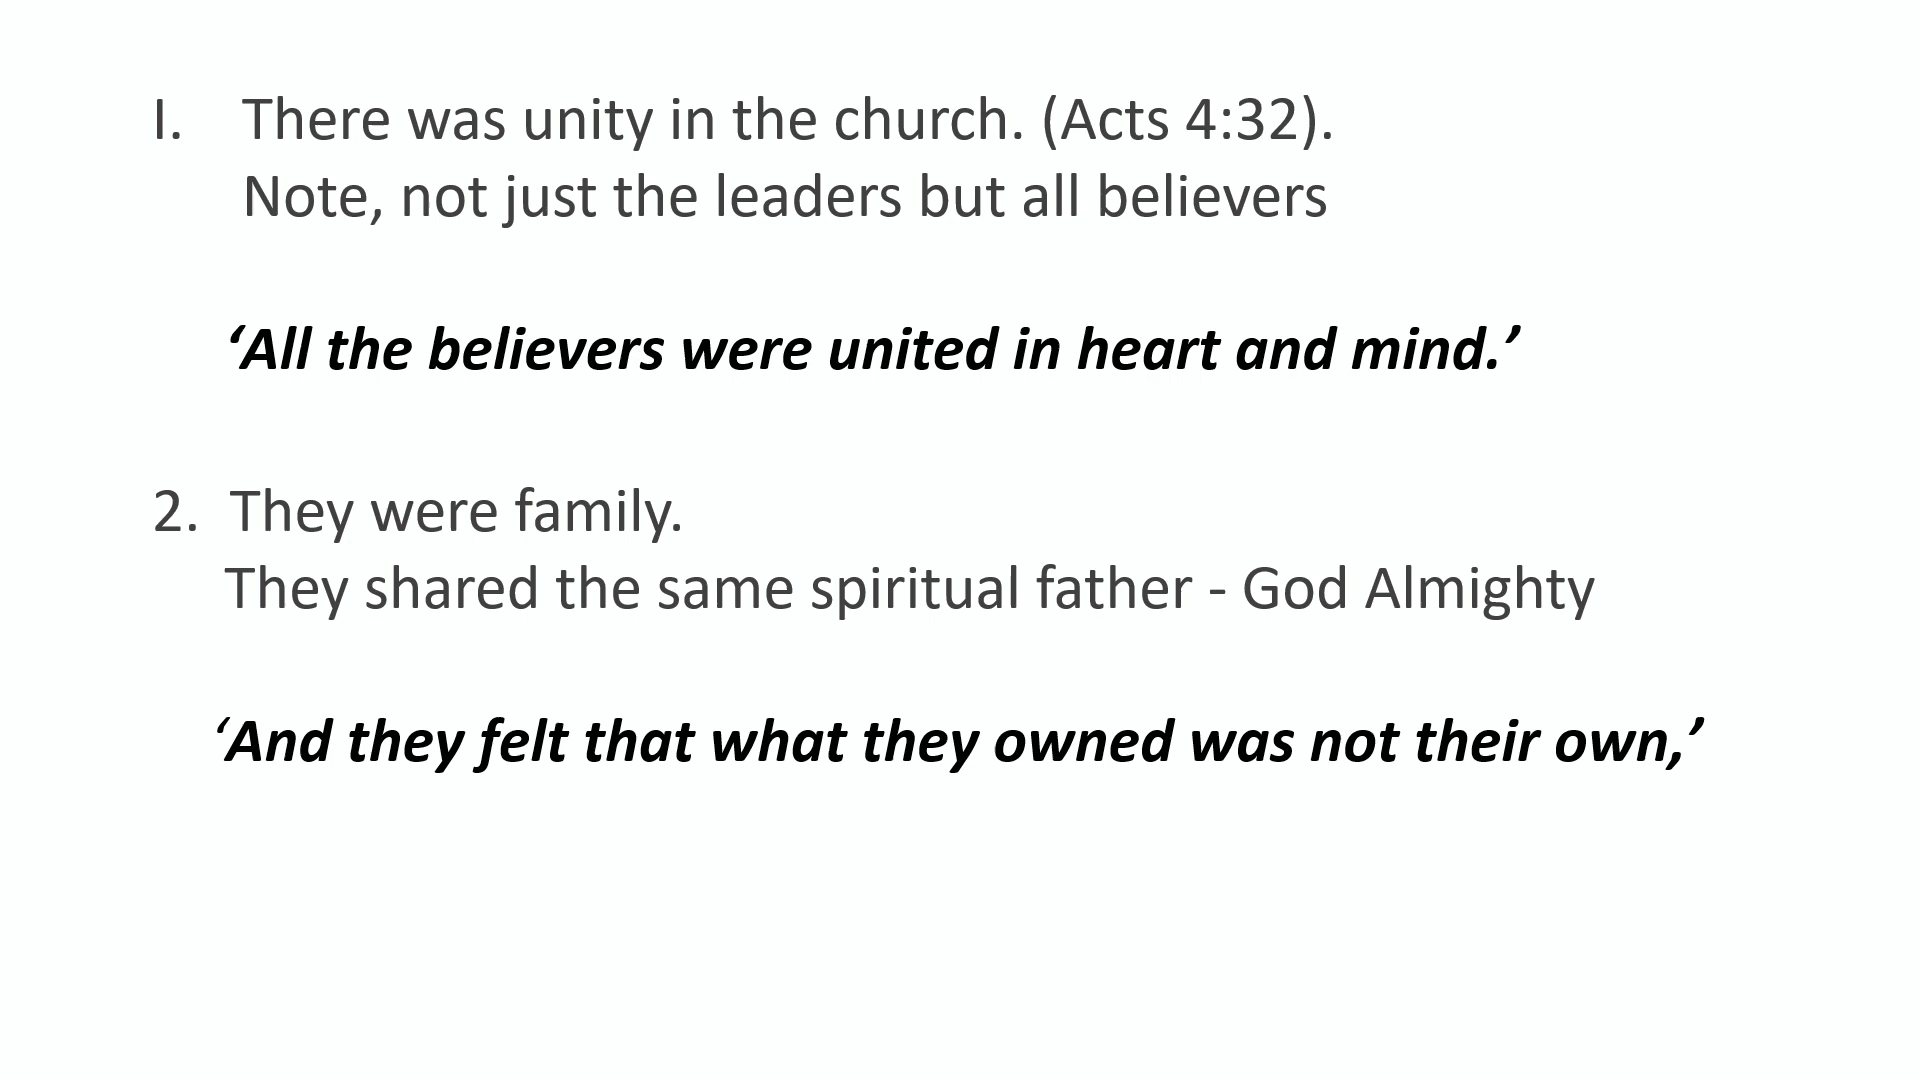 I. There was unity in the church. (Acts 4:32).
Note, not just the leaders but all believers
‘All the believers were united in heart and mind.’
2. They were family.
They shared the same spiritual father - God Almighty
‘And they felt that what they owned was not their own,’